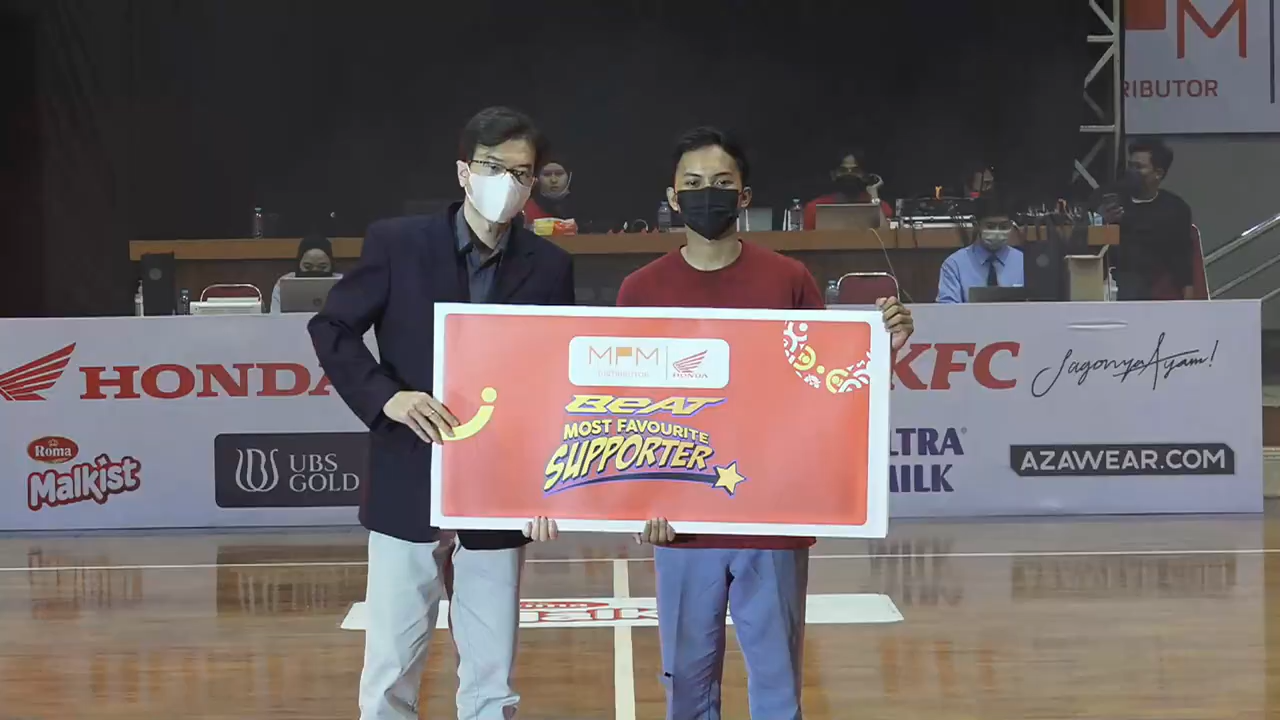 M
RIBUTOR
MPM
DISTRIBUTOR
HONDA
BeAT
MOST FAVOURITE
SUPPORTER
HONDA
KFC
Jagonya Ayam!
Roma
Malkist
UBS
GOLD
LTRA
MILK
AZAWEAR.COM